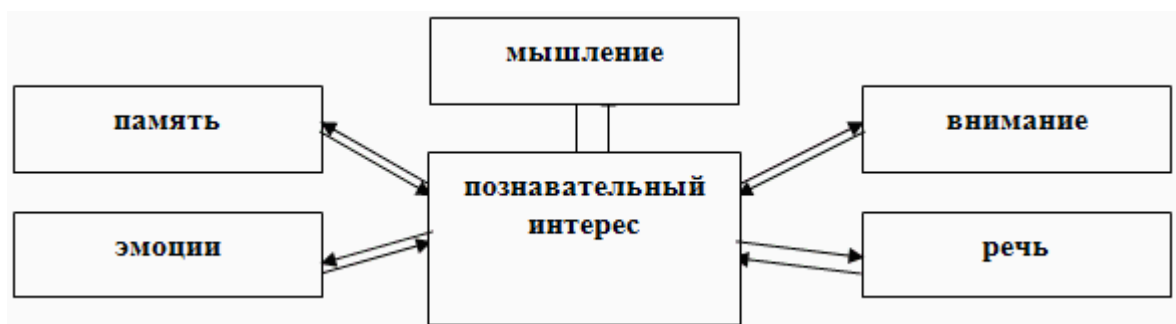 мышление
память
внимание
познавательный
интерес
эмоции
речь